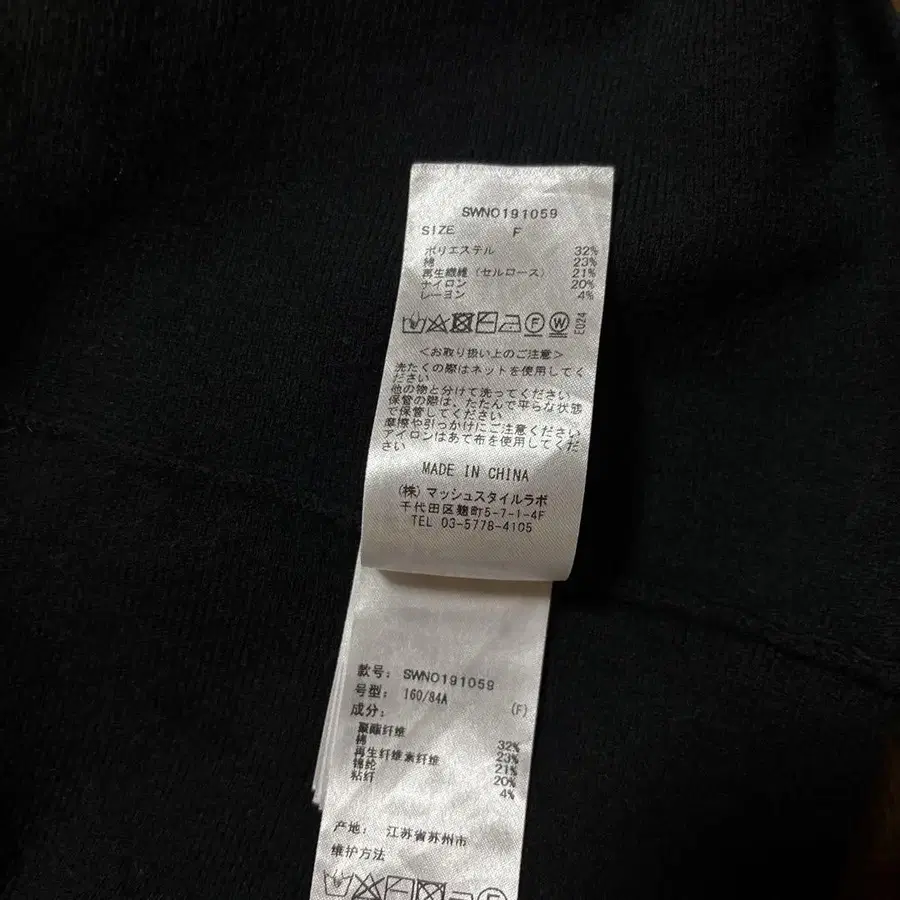 SWNO191059
SIZE F
ポリエステル 32%
綿 23%
再生繊維(セルロース) 21%
ナイロン 20%
レーヨン 4%
F W E024
<お取り扱い上のご注意>
洗たくの際はネットを使用してく
ださい
他の物と分けて洗ってください
保管の際は、たたんで平らな状態
で保管してください
摩擦や引っかけにご注意ください
アイロンはあて布を使用してくだ
さい
MADE IN CHINA
(株)マッシュスタイルラボ
千代田区麹町5-7-1-4F
TEL 03-5778-4105
款号: SWNO191059
号型: 160/84A (F)
成分:
聚酯纤维 32%
棉 23%
再生纤维素纤维 21%
锦纶 20%
粘纤 4%
产地: 江苏省苏州市
维护方法